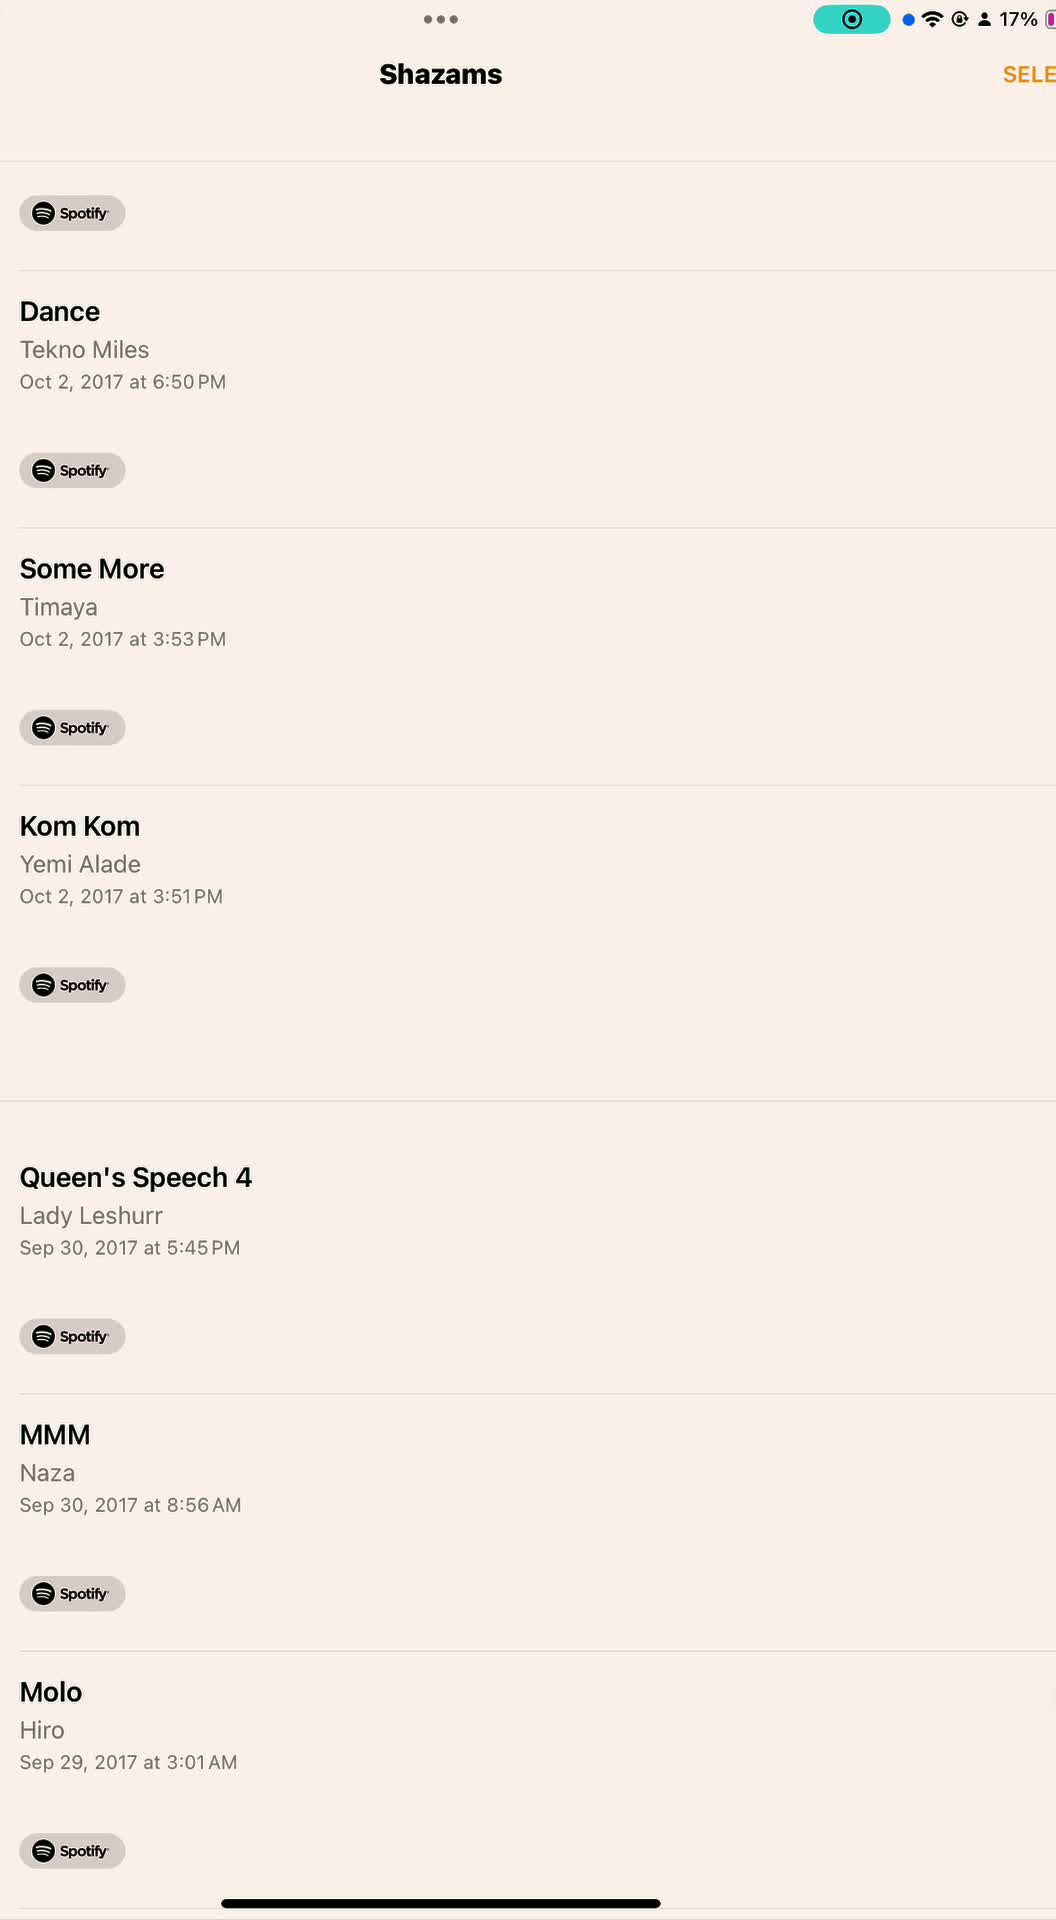 17%
Shazams
SELE
Spotify
Dance
Tekno Miles
Oct 2, 2017 at 6:50 PM
Spotify
Some More
Timaya
Oct 2, 2017 at 3:53 PM
Spotify
Kom Kom
Yemi Alade
Oct 2, 2017 at 3:51 PM
Spotify
Queen's Speech 4
Lady Leshurr
Sep 30, 2017 at 5:45 PM
Spotify
MMM
Naza
Sep 30, 2017 at 8:56 AM
Spotify
Molo
Hiro
Sep 29, 2017 at 3:01 AM
Spotify